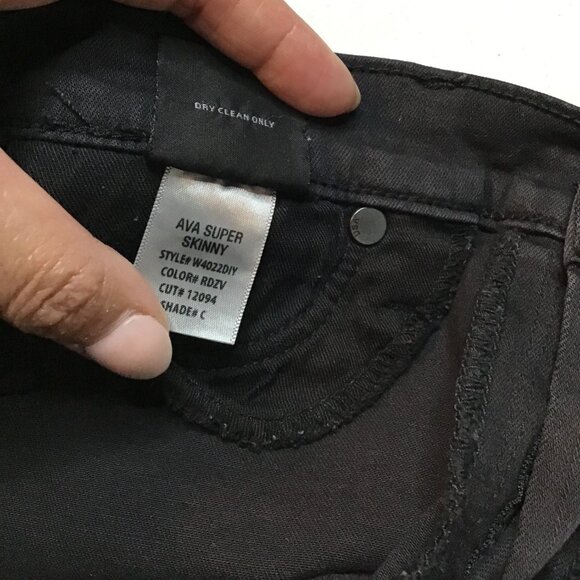 DRY CLEAN ONLY
AVA SUPER
SKINNY
STYLE# W4022DIY
COLOR# RDZV
CUT# 12094
SHADE# C